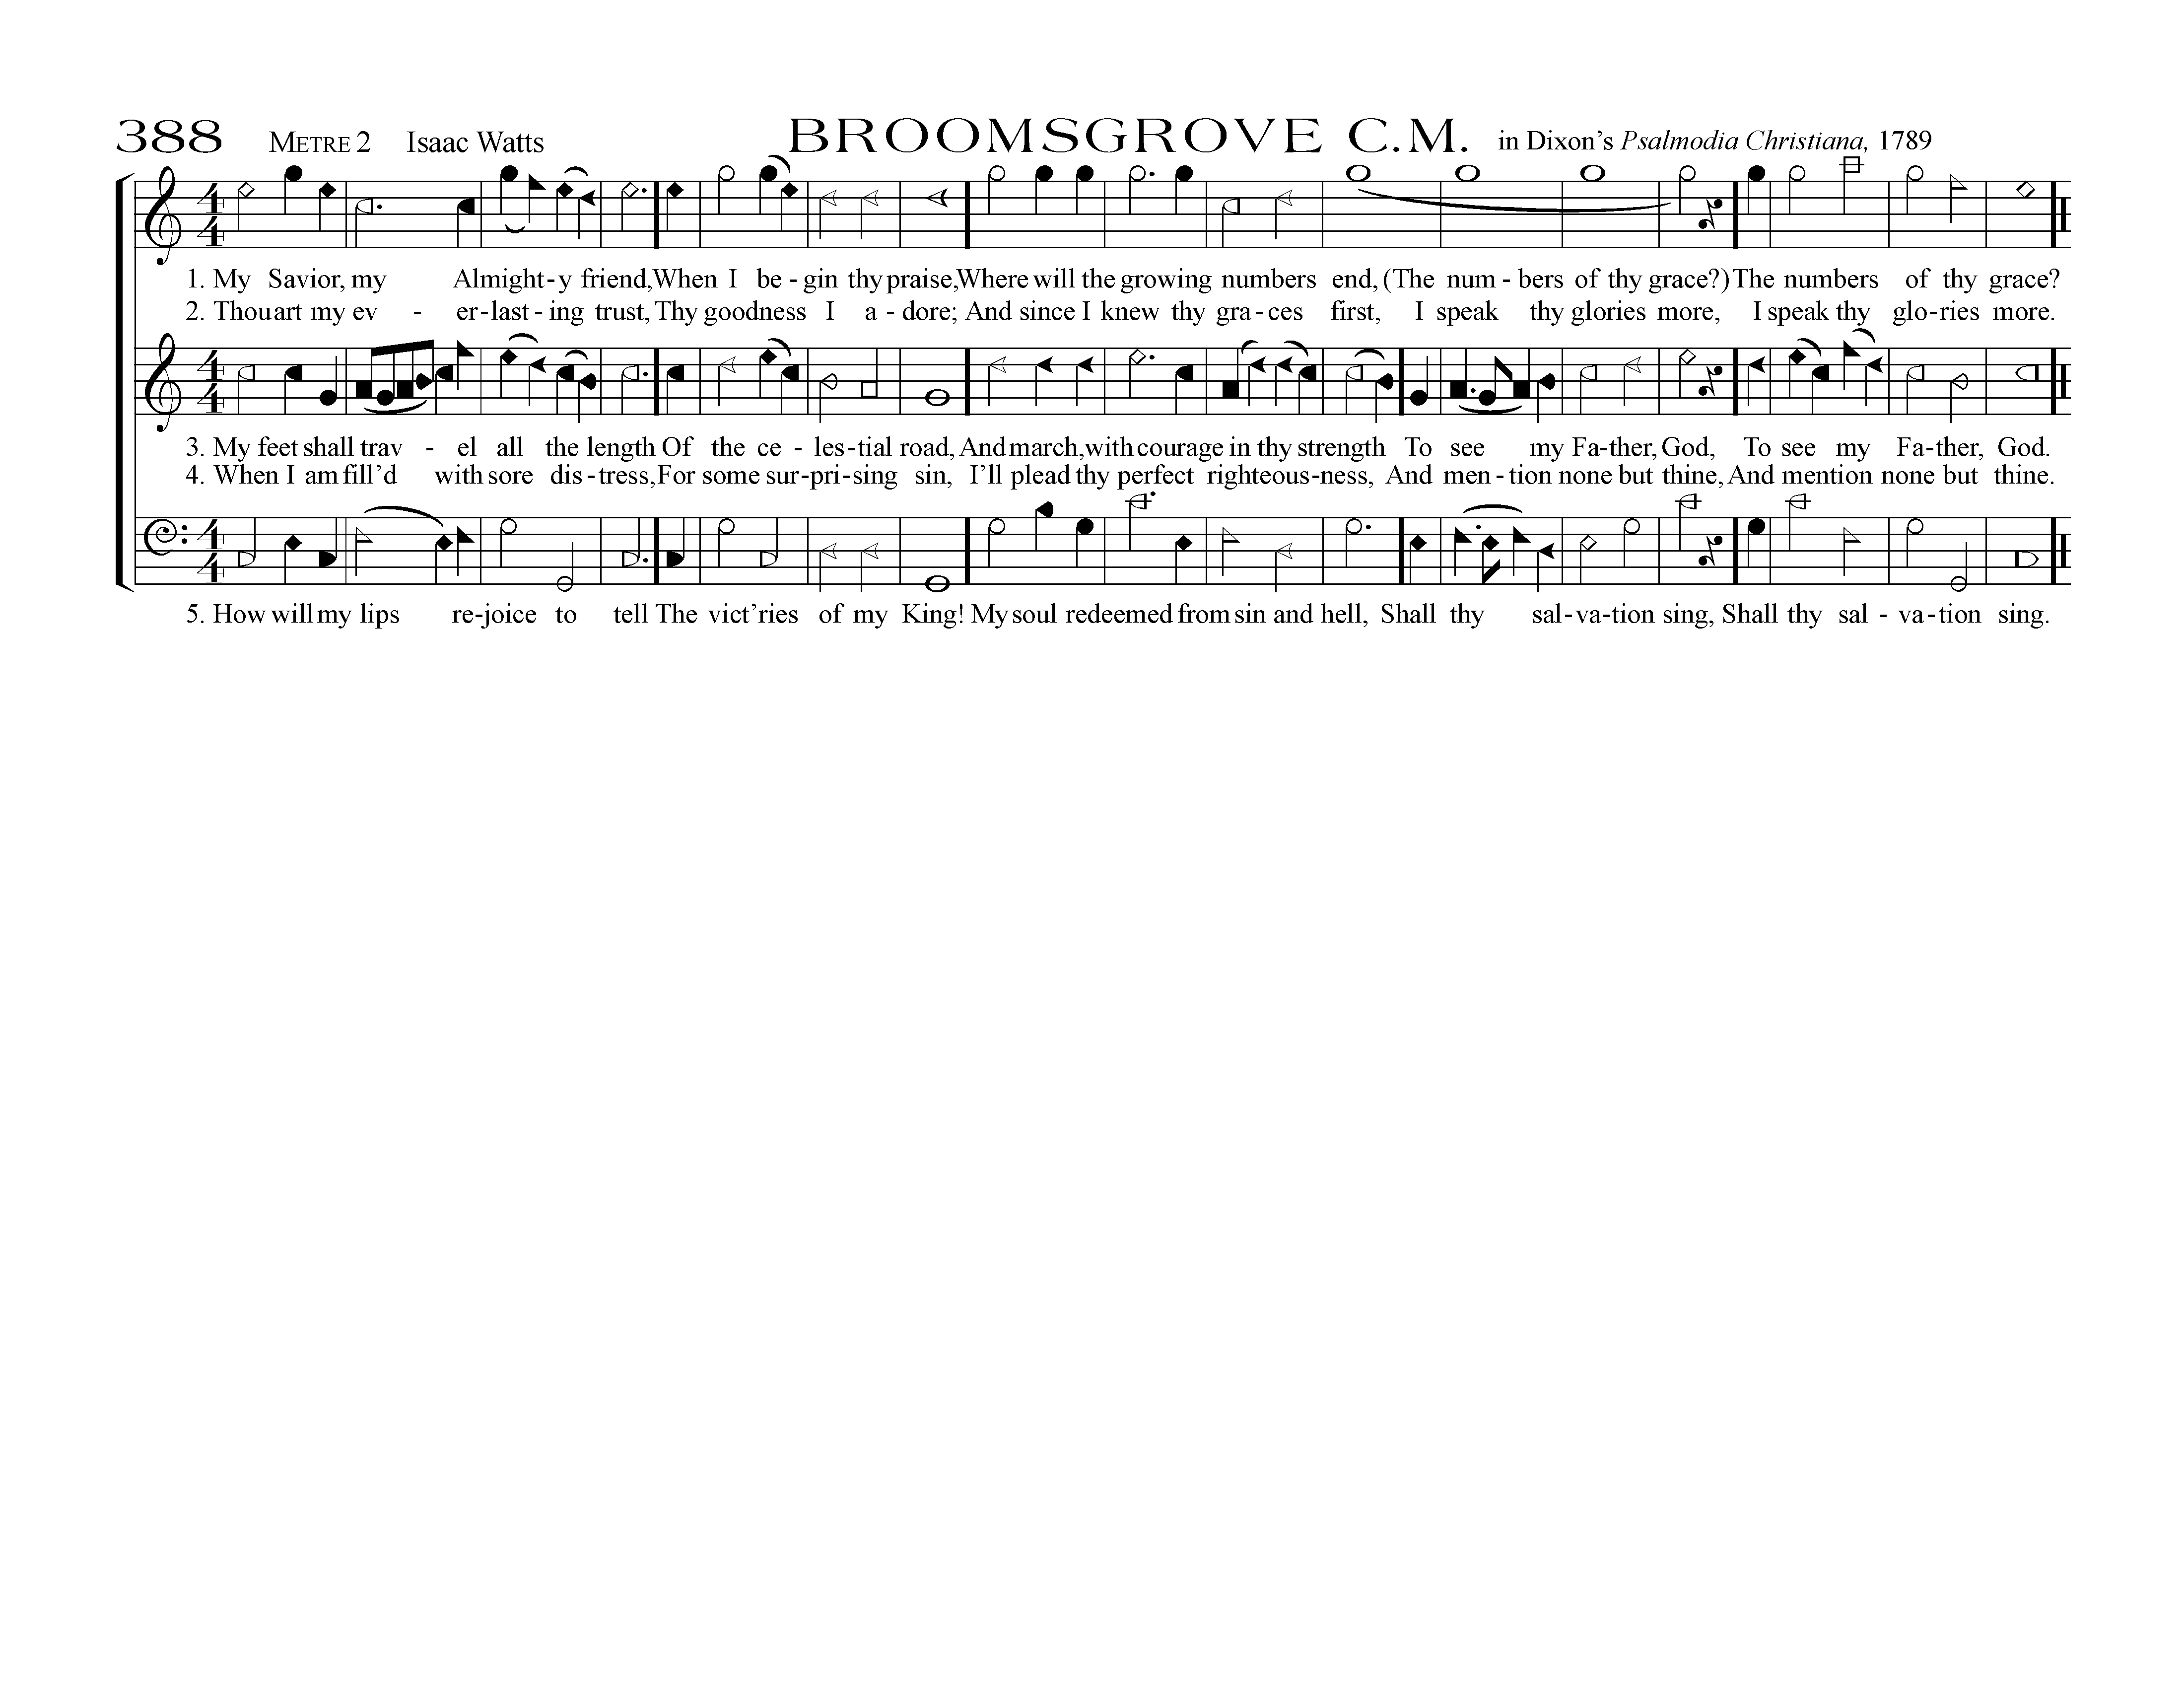 388 METRE 2 Isaac Watts BROOMSGROVE C.M. in Dixon's Psalmodia Christiana, 1789
4
4
1. My Savior, my Almight-y friend, When I be-gin thy praise, Where will the growing numbers end, (The num-bers of thy grace?) The numbers of thy grace?
2. Thou art my ev-er-last-ing trust, Thy goodness I a-dore; And since I knew thy gra-ces first, I speak thy glories more, I speak thy glo-ries more.
4
4
3. My feet shall trav-el all the length Of the ce-les-tial road, And march, with courage in thy strength To see my Fa-ther, God, To see my Fa-ther, God.
4. When I am fill'd with sore dis-tress, For some sur-pri-sing sin, I'll plead thy perfect righteous-ness, And men-tion none but thine, And mention none but thine.
4
4
5. How will my lips re-joice to tell The vict'ries of my King! My soul redeemed from sin and hell, Shall thy sal-va-tion sing, Shall thy sal-va-tion sing.